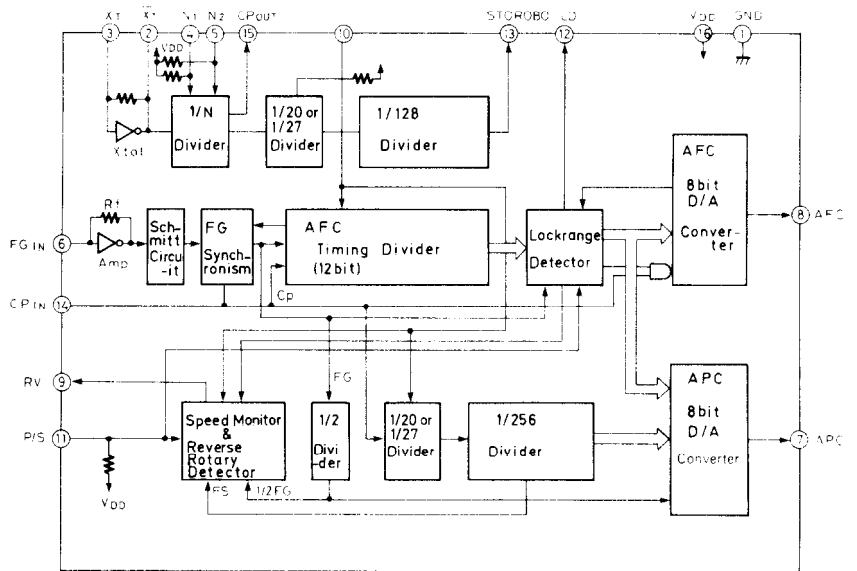 X1 X̅1 N1 N2 CPOUT STOROBO LD VDD GND
3 2 4 5 15 10 13 12 16 1
VDD
1/N
Divider
1/20 or
1/27
Divider
1/128
Divider
Xtal
AFC
8bit
D/A
Conver-
ter
8 AFC
Rf
FG IN 6
Amp
Sch-
mitt
Circu-
-it
FG
Synch-
ronism
AFC
Timing Divider
(12bit)
Lockrange
Detector
CP IN 14
Cp
RV 9
FG
P/S 11
VDD
Speed Monitor
&
Reverse
Rotary
Detector
1/2
Divi-
-der
1/20 or
1/27
Divider
1/256
Divider
APC
8bit
D/A
Converter
7 APC
FS 1/2FG